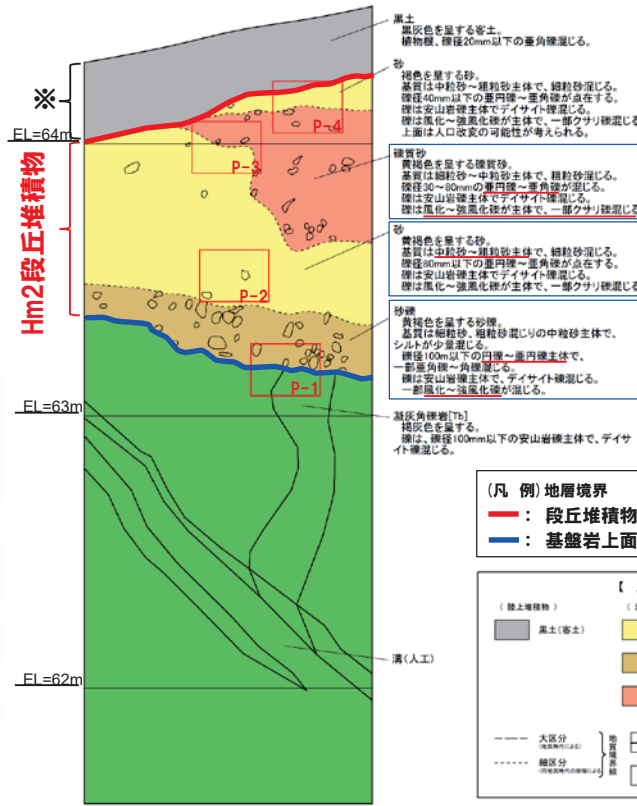 黒土
黒灰色を呈する客土。
植物根、礫径20mm以下の亜角礫混じる。
砂
褐色を呈する砂。
基質は中粒砂～粗粒砂主体で、細粒砂混じる。
礫径40mm以下の亜円礫～亜角礫が点在する。
礫は安山岩礫主体でデイサイト礫混じる。
礫は風化～強風化礫が主体で、一部クサリ礫混じる
上面は人口改変の可能性が考えられる。
礫質砂
黄褐色を呈する礫質砂。
基質は細粒砂～中粒砂主体で、粗粒砂混じる。
礫径30～80mmの亜円礫～亜角礫が混じる。
礫は安山岩礫主体でデイサイト礫混じる。
礫は風化～強風化礫が主体で、一部クサリ礫混じる
砂
黄褐色を呈する砂。
基質は中粒砂～粗粒砂主体で、細粒砂混じる。
礫径80mm以下の亜円礫～亜角礫が点在する。
礫は安山岩礫主体でデイサイト礫混じる。
礫は風化～強風化礫が主体で、一部クサリ礫混じる
砂礫
黄褐色を呈する砂礫。
基質は細粒砂、粗粒砂混じりの中粒砂主体で、
シルトが少量混じる。
礫径100m以下の円礫～亜円礫主体で、
一部亜角礫～角礫混じる。
礫は安山岩礫主体で、デイサイト礫混じる。
一部風化～強風化礫が混じる。
凝灰角礫岩[Tb]
褐灰色を呈する。
礫は、礫径100mm以下の安山岩礫主体で、デイサ
イト礫混じる。
溝(人工)
※
EL=64m
Hm2段丘堆積物
EL=63m
EL=62m
P-4
P-3
P-2
P-1
(凡 例)地層境界
： 段丘堆積物
： 基盤岩上面
【
( 陸上堆積物 )
黒土(客土)
大区分
(地質時代による)
細区分
地質境界線